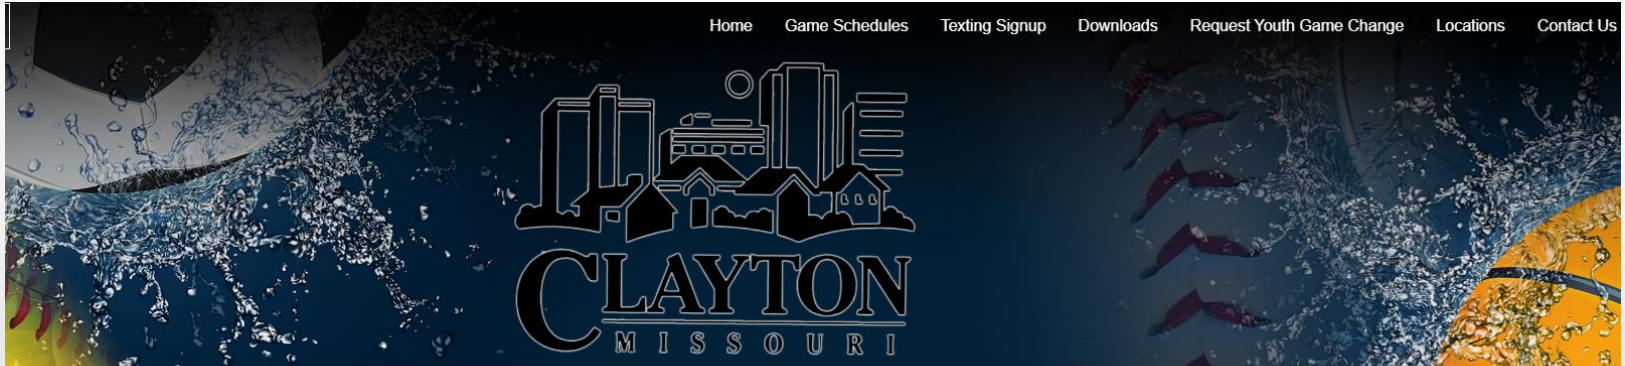 Home Game Schedules Texting Signup Downloads Request Youth Game Change Locations Contact Us
CLAYTON
MISSOURI